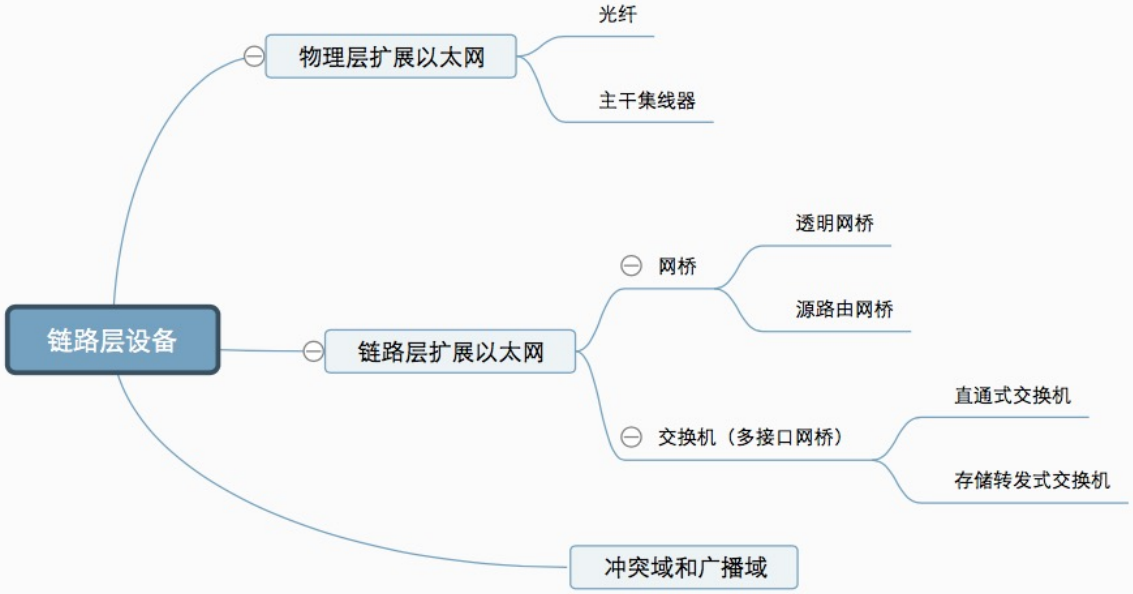 光纤
物理层扩展以太网
主干集线器
透明网桥
网桥
源路由网桥
链路层设备
链路层扩展以太网
直通式交换机
交换机（多接口网桥）
存储转发式交换机
冲突域和广播域